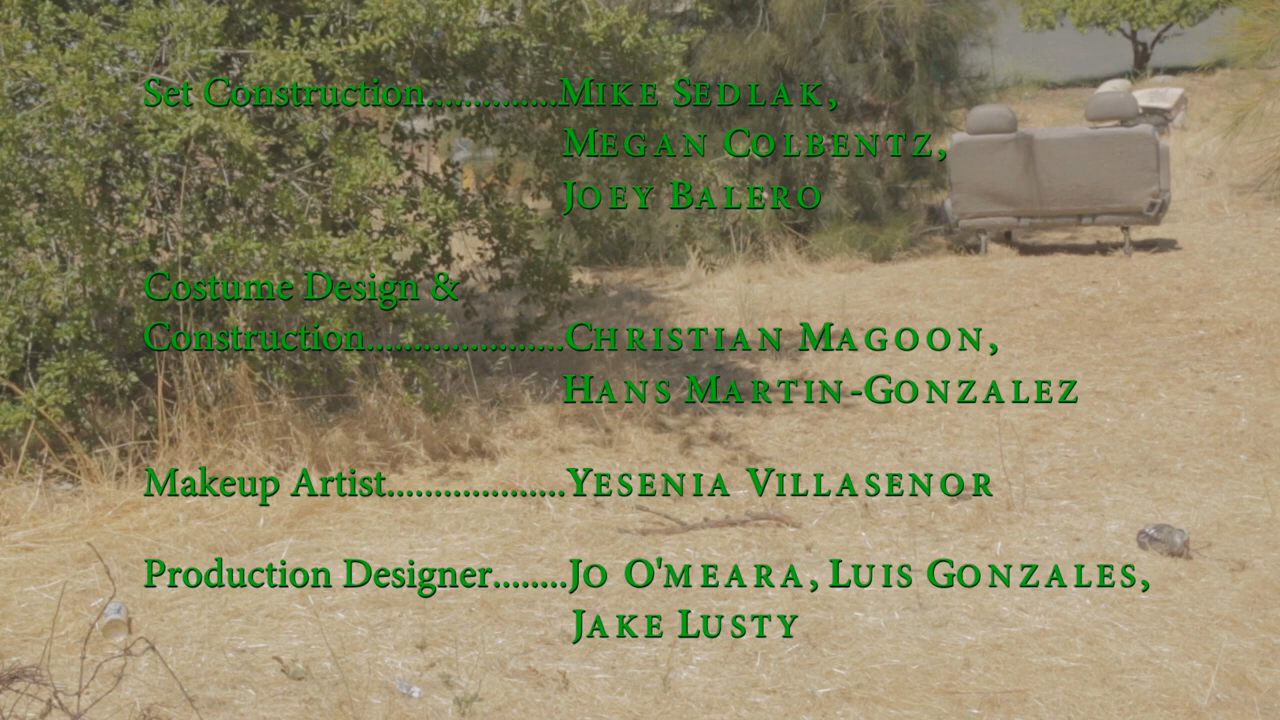 Set Construction..............Mike Sedlak,
Megan Colbentz,
Joey Balero
Costume Design &
Construction.....................Christian Magoon,
Hans Martin-Gonzalez
Makeup Artist...................Yesenia Villasenor
Production Designer........Jo O'Meara, Luis Gonzales,
Jake Lusty